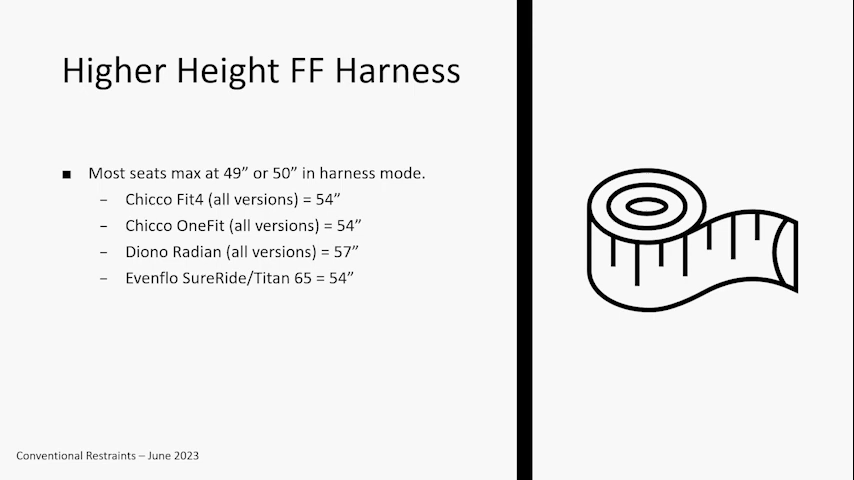 Higher Height FF Harness
▪ Most seats max at 49” or 50” in harness mode.
– Chicco Fit4 (all versions) = 54”
– Chicco OneFit (all versions) = 54”
– Diono Radian (all versions) = 57”
– Evenflo SureRide/Titan 65 = 54”
Conventional Restraints – June 2023